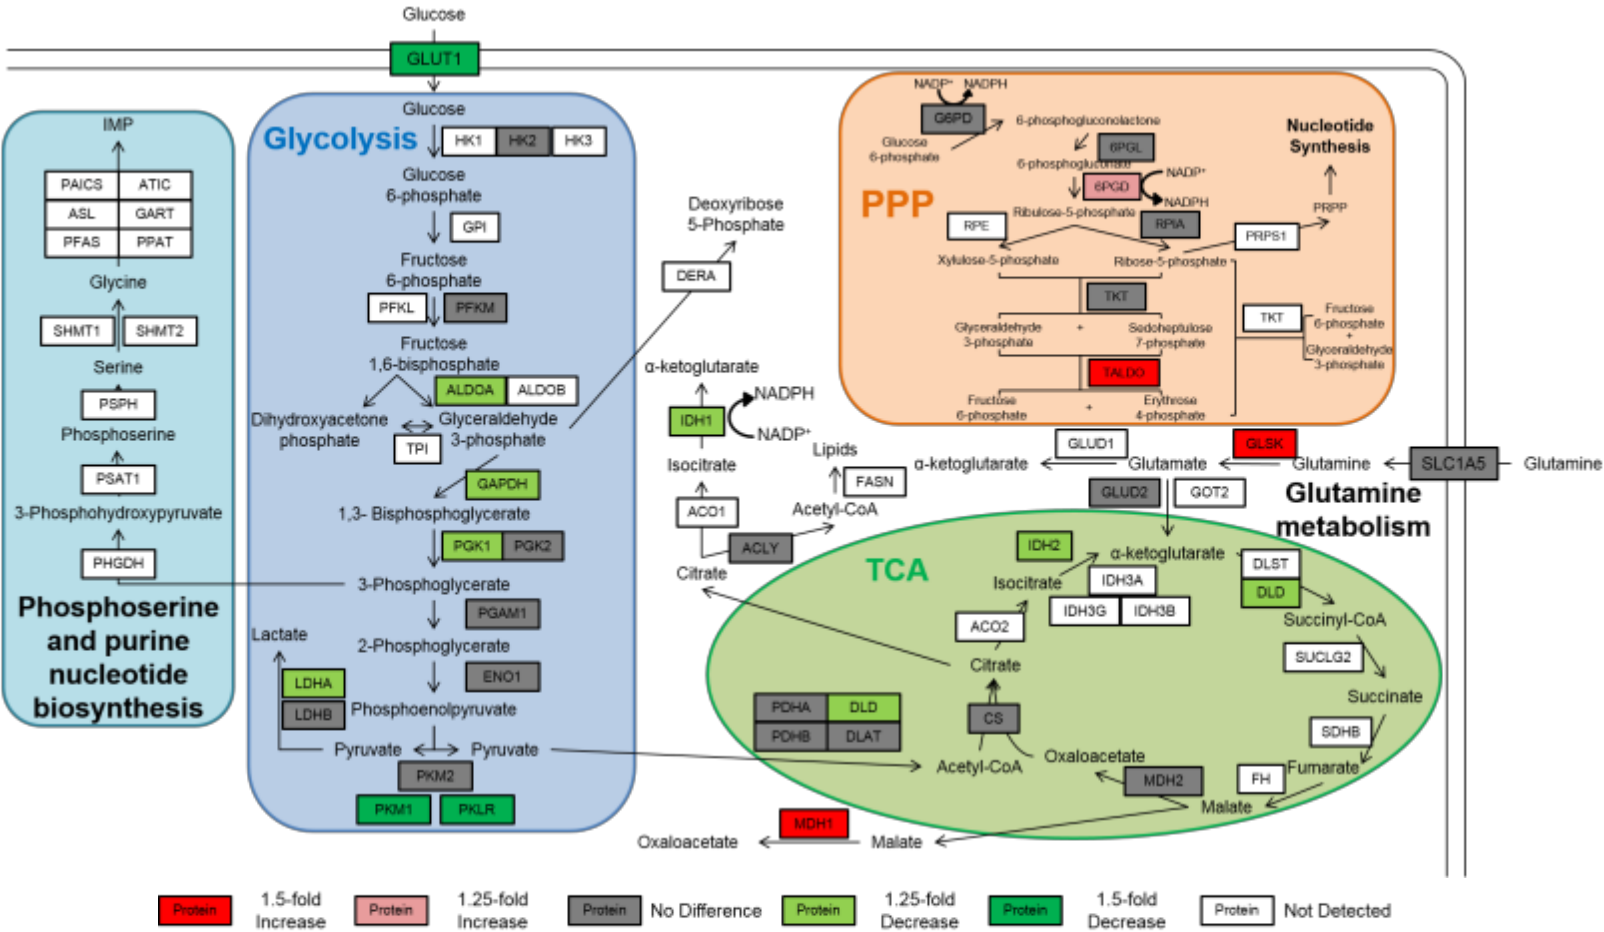 Glucose
GLUT1
IMP
PAICS ATIC
ASL GART
PFAS PPAT
Glycine
SHMT1 SHMT2
Serine
PSPH
Phosphoserine
PSAT1
3-Phosphohydroxypyruvate
PHGDH
Phosphoserine
and purine
nucleotide
biosynthesis
Glycolysis
Glucose
HK1 HK2 HK3
Glucose
6-phosphate
GPI
Fructose
6-phosphate
PFKL PFKM
Fructose
1,6-bisphosphate
ALDOA ALDOB
Dihydroxyacetone
phosphate
Glyceraldehyde
3-phosphate
TPI
GAPDH
1,3- Bisphosphoglycerate
PGK1 PGK2
3-Phosphoglycerate
PGAM1
2-Phosphoglycerate
ENO1
Lactate
LDHA
LDHB
Phosphoenolpyruvate
Pyruvate Pyruvate
PKM2
PKM1 PKLR
Deoxyribose
5-Phosphate
DERA
α-ketoglutarate
NADPH
IDH1
NADP+
Isocitrate
ACO1
Citrate
ACLY
Lipids
FASN
Acetyl-CoA
PPP
NADP+ NADPH
G6PD
Glucose
6-phosphate
6-phosphogluconolactone
6PGL
6-phosphogluconate
6PGD
NADP+
NADPH
Ribulose-5-phosphate
RPE
RPIA
Xylulose-5-phosphate
Ribose-5-phosphate
PRPS1
PRPP
Nucleotide
Synthesis
TKT
Glyceraldehyde
3-phosphate
+
Sedoheptulose
7-phosphate
TALDO
Fructose
6-phosphate
+
Erythrose
4-phosphate
TKT
Fructose
6-phosphate
+
Glyceraldehyde
3-phosphate
GLUD1
GLSK
α-ketoglutarate Glutamate Glutamine
SLC1A5
Glutamine
GLUD2 GOT2
Glutamine
metabolism
TCA
IDH2
α-ketoglutarate
Isocitrate
IDH3A
IDH3G IDH3B
DLST
DLD
Succinyl-CoA
SUCLG2
Succinate
SDHB
Fumarate
FH
Malate
MDH2
Oxaloacetate
ACO2
Citrate
CS
Acetyl-CoA
PDHA DLD
PDHB DLAT
MDH1
Oxaloacetate Malate
Protein 1.5-fold
Increase
Protein 1.25-fold
Increase
Protein No Difference
Protein 1.25-fold
Decrease
Protein 1.5-fold
Decrease
Protein Not Detected